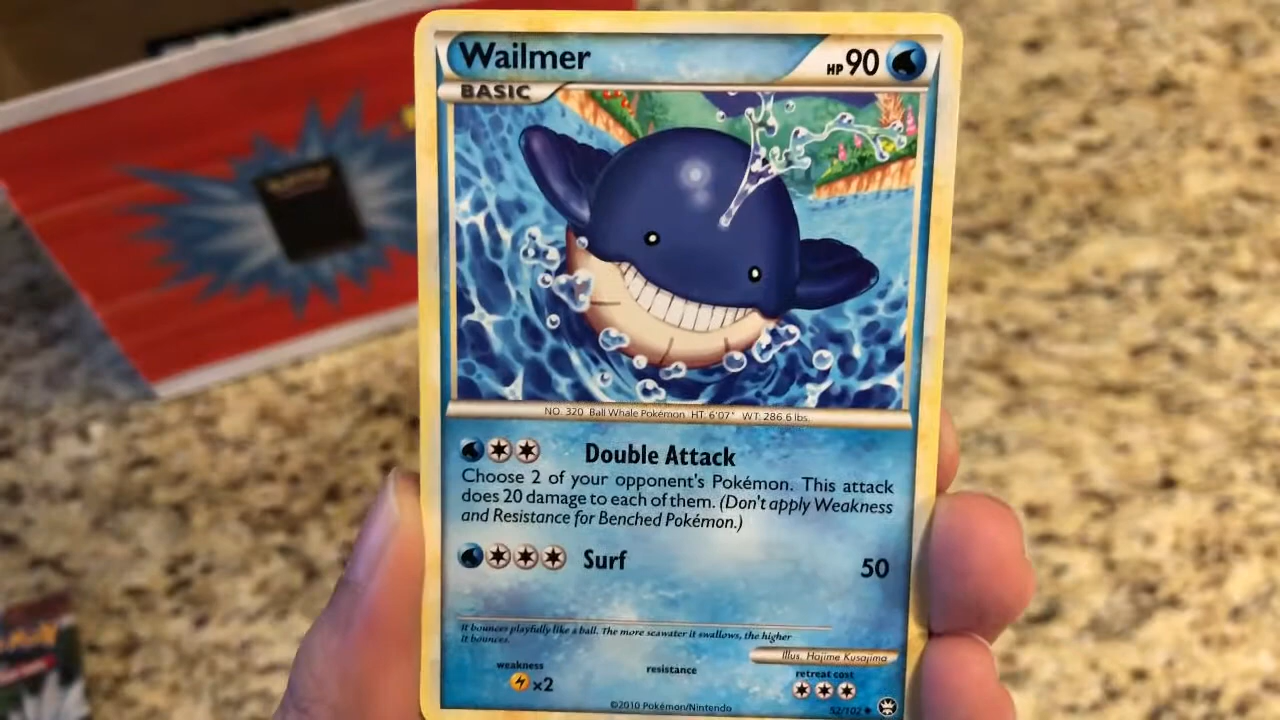 Wailmer
HP 90
BASIC
NO. 320 Ball Whale Pokémon HT: 6'07" WT: 286.6 lbs.
Double Attack
Choose 2 of your opponent's Pokémon. This attack
does 20 damage to each of them. (Don't apply Weakness
and Resistance for Benched Pokémon.)
Surf 50
It bounces playfully like a ball. The more seawater it swallows, the higher
it bounces.
Illus. Hajime Kusajima
weakness resistance retreat cost
×2
©2010 Pokémon/Nintendo 52/102